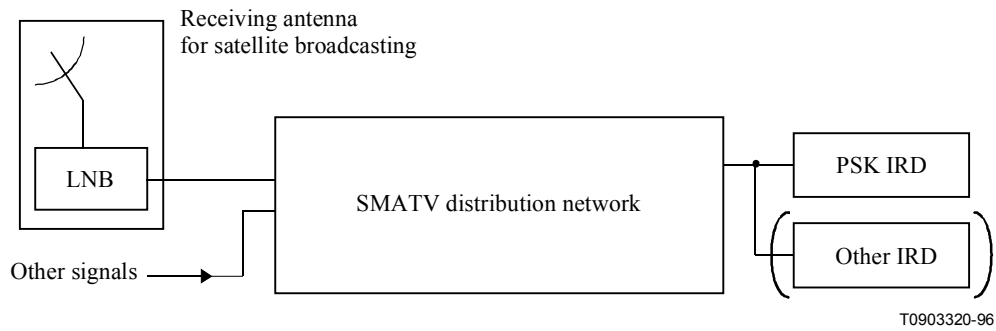 Receiving antenna
for satellite broadcasting
LNB
PSK IRD
SMATV distribution network
Other IRD
Other signals
T0903320-96